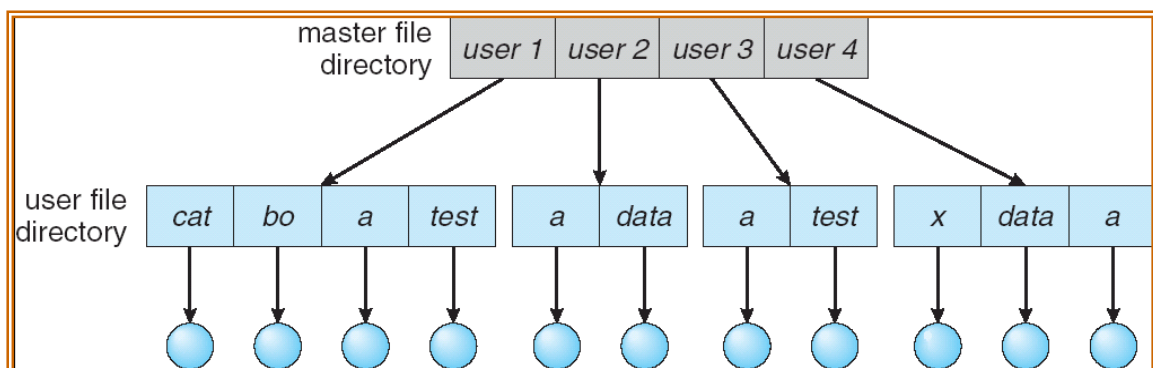 master file directory
user 1 user 2 user 3 user 4
user file directory
cat bo a test a data a test x data a